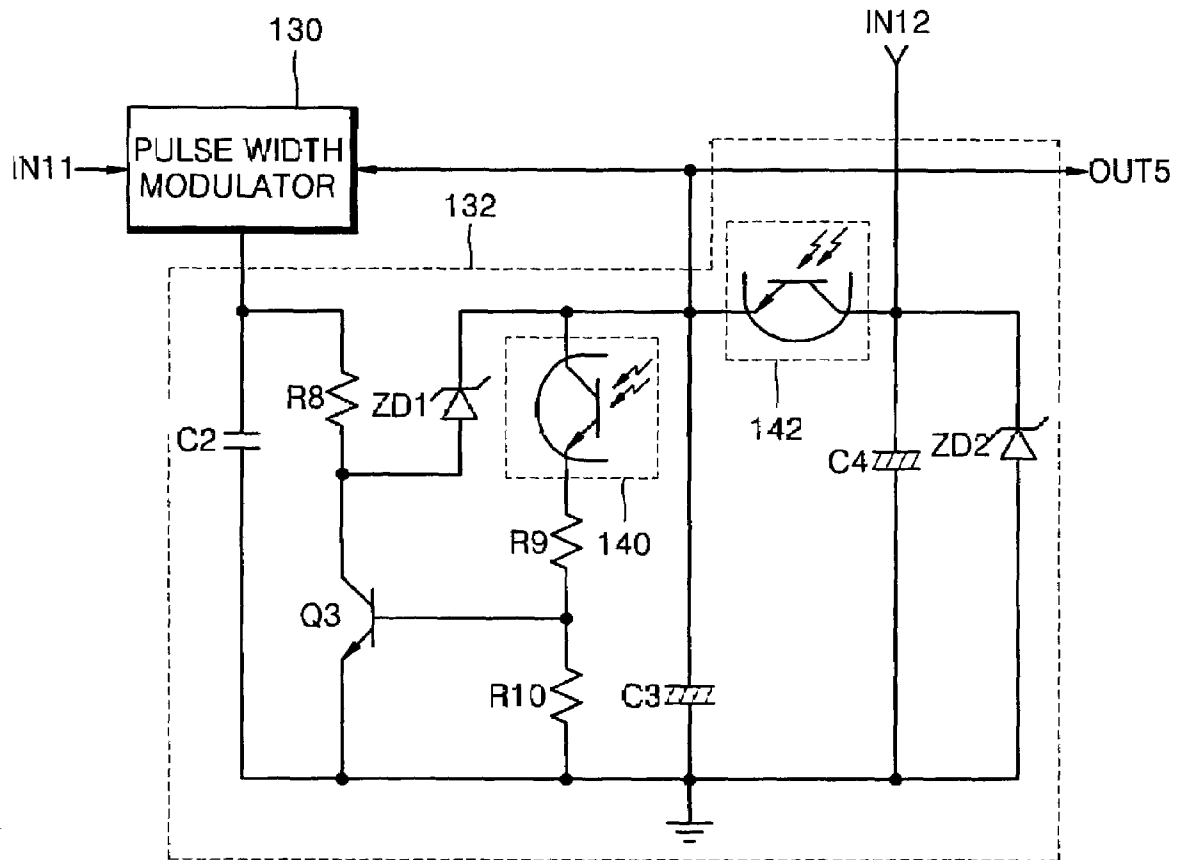 IN12
130
PULSE WIDTH
MODULATOR
IN11
OUT5
132
R8
ZD1
C2
142
C4
ZD2
R9
140
Q3
R10
C3